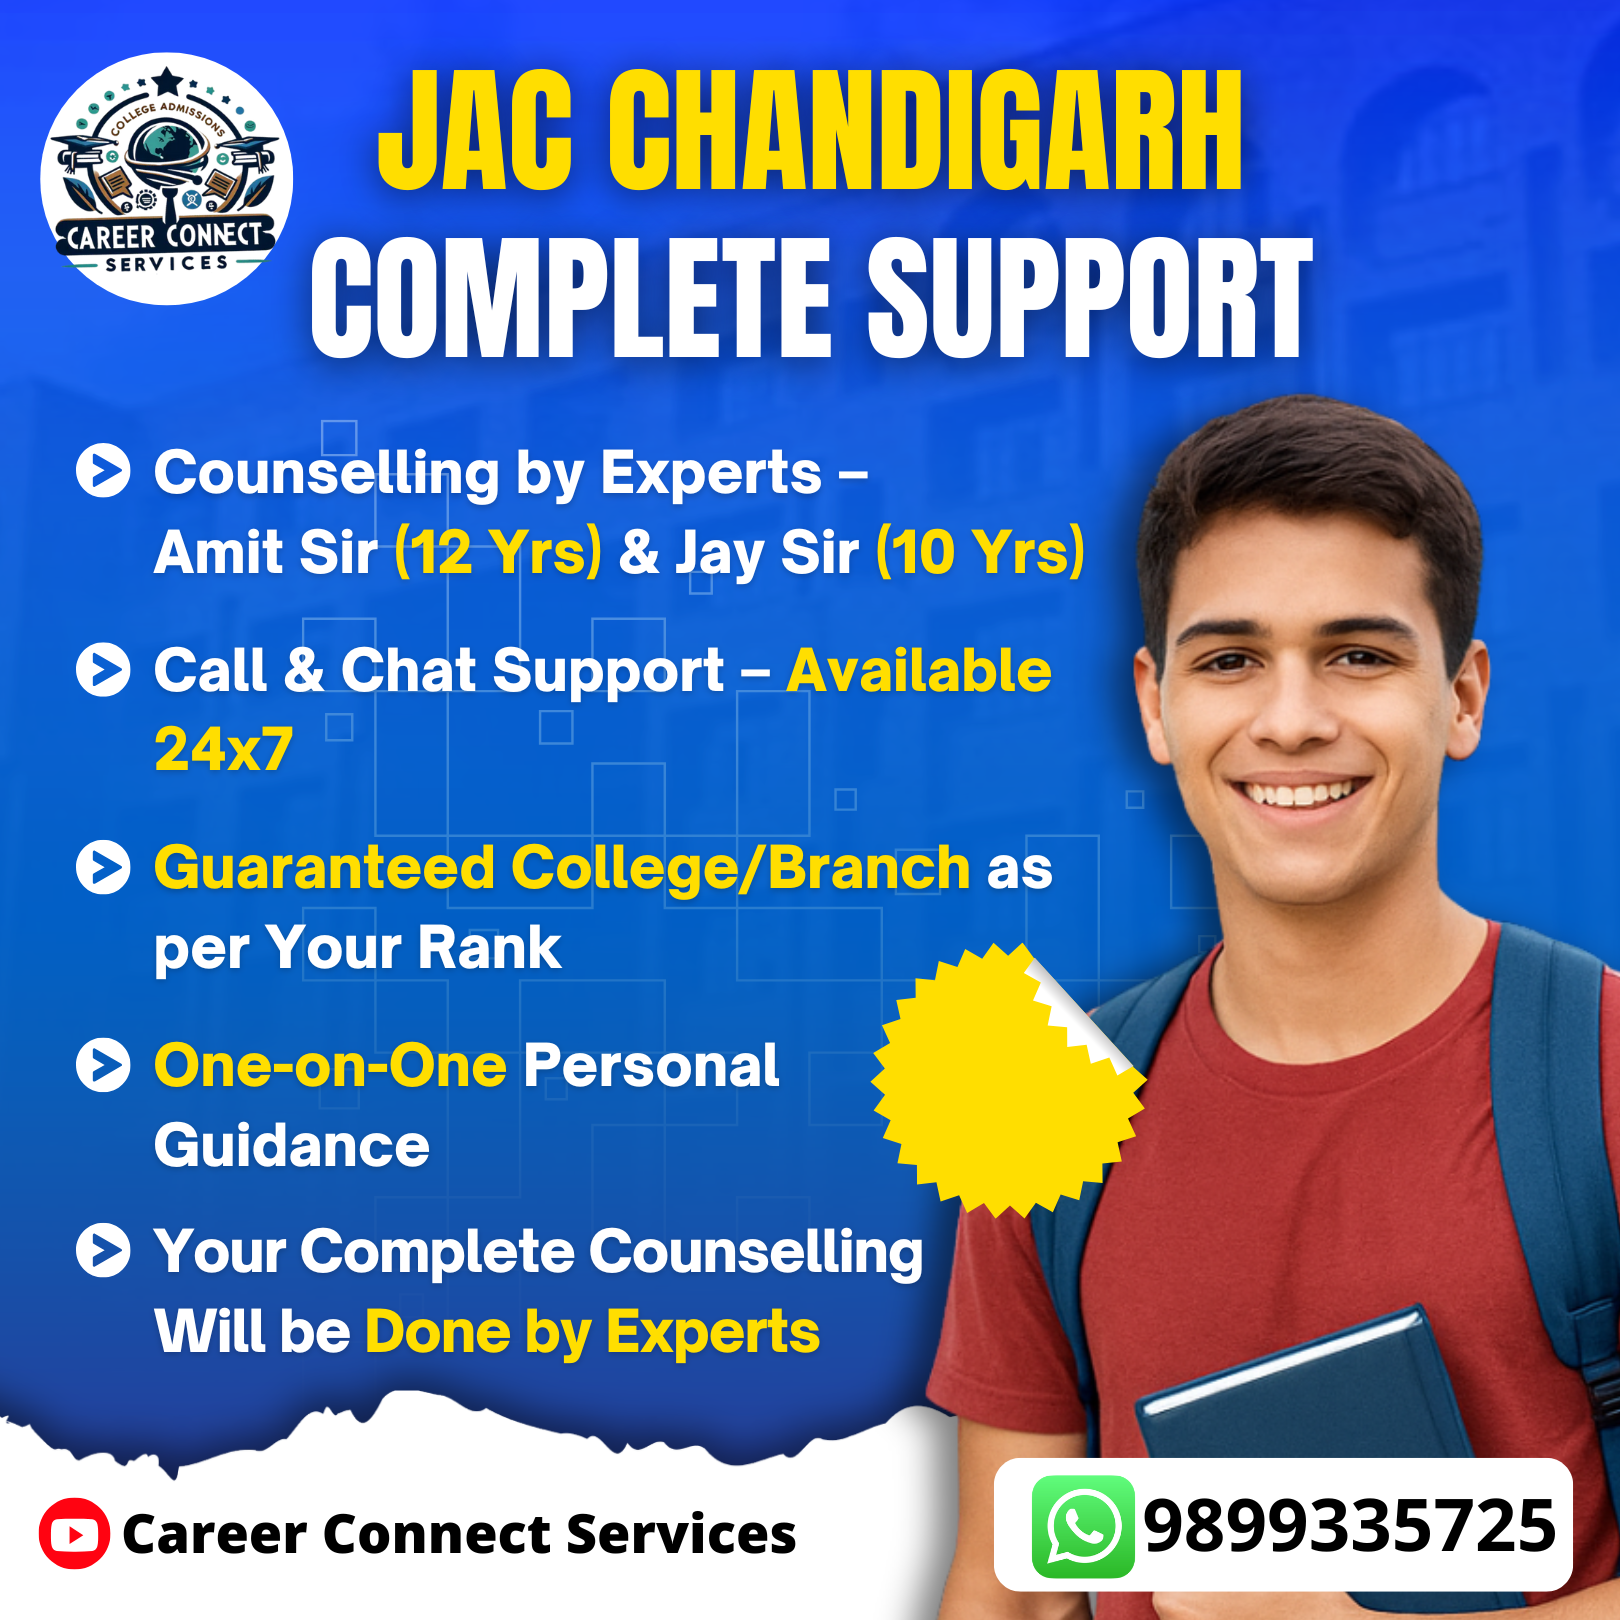 COLLEGE ADMISSIONS
CAREER CONNECT
SERVICES
JAC CHANDIGARH
COMPLETE SUPPORT
Counselling by Experts –
Amit Sir (12 Yrs) & Jay Sir (10 Yrs)
Call & Chat Support – Available
24x7
Guaranteed College/Branch as
per Your Rank
One-on-One Personal
Guidance
Your Complete Counselling
Will be Done by Experts
Career Connect Services
9899335725